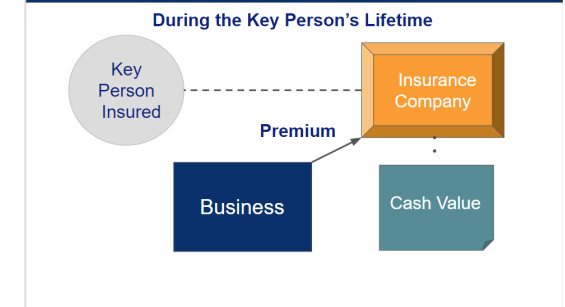 During the Key Person's Lifetime
Key
Person
Insured
Insurance
Company
Premium
Business
Cash Value